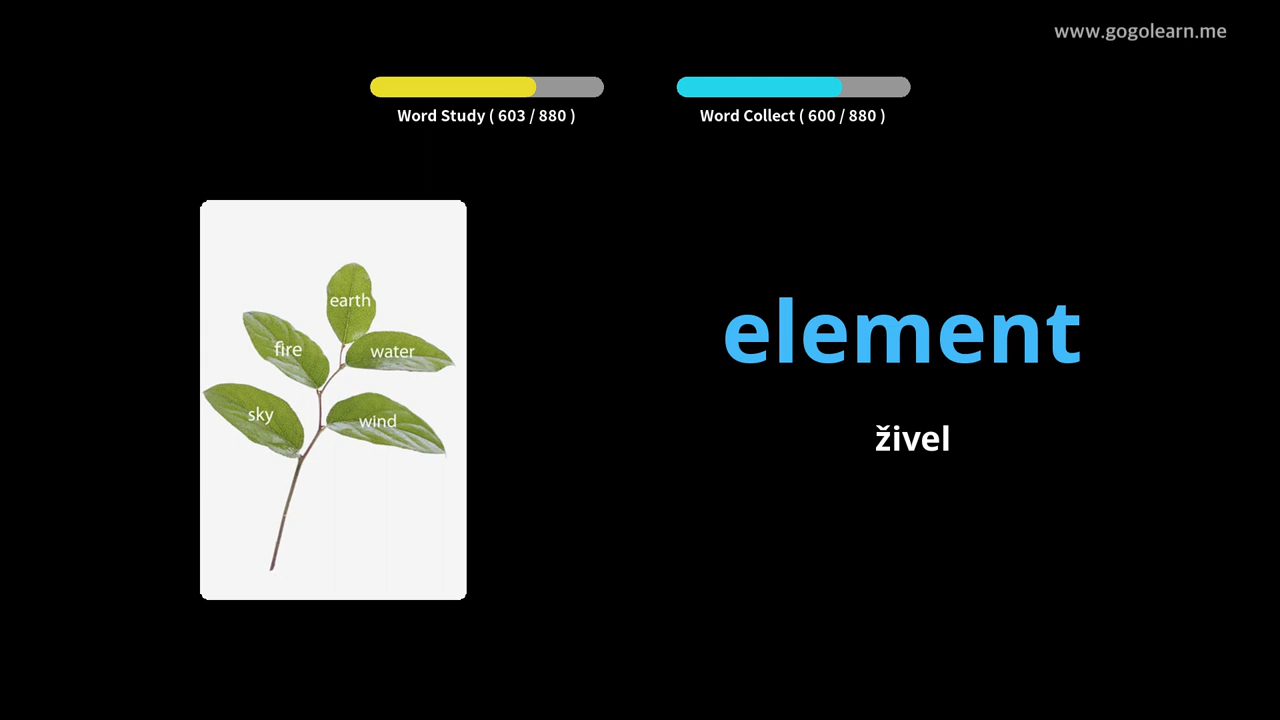 www.gogolearn.me
Word Study ( 603 / 880 )
Word Collect ( 600 / 880 )
earth
fire
water
sky
wind
element
živel